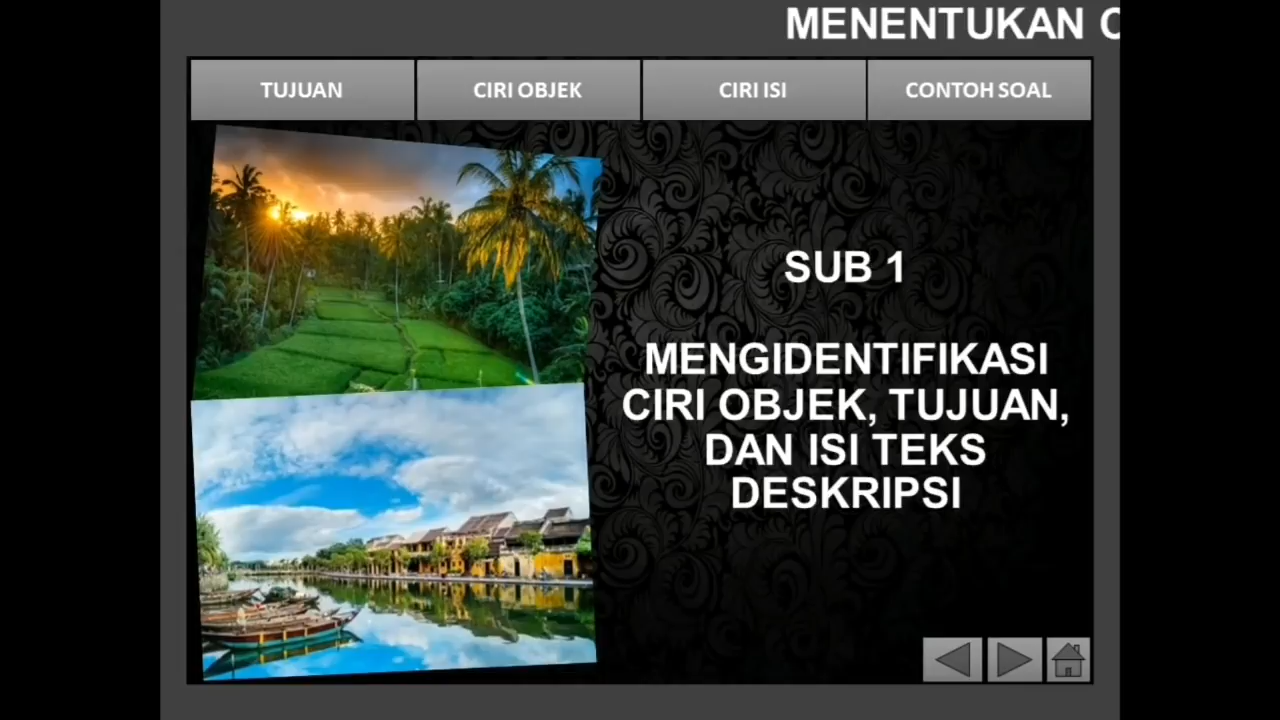 MENENTUKAN
TUJUAN
CIRI OBJEK
CIRI ISI
CONTOH SOAL
SUB 1
MENGIDENTIFIKASI
CIRI OBJEK, TUJUAN,
DAN ISI TEKS
DESKRIPSI